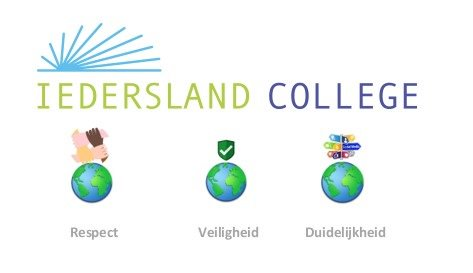 IEDERSLAND COLLEGE
Respect Veiligheid Duidelijkheid